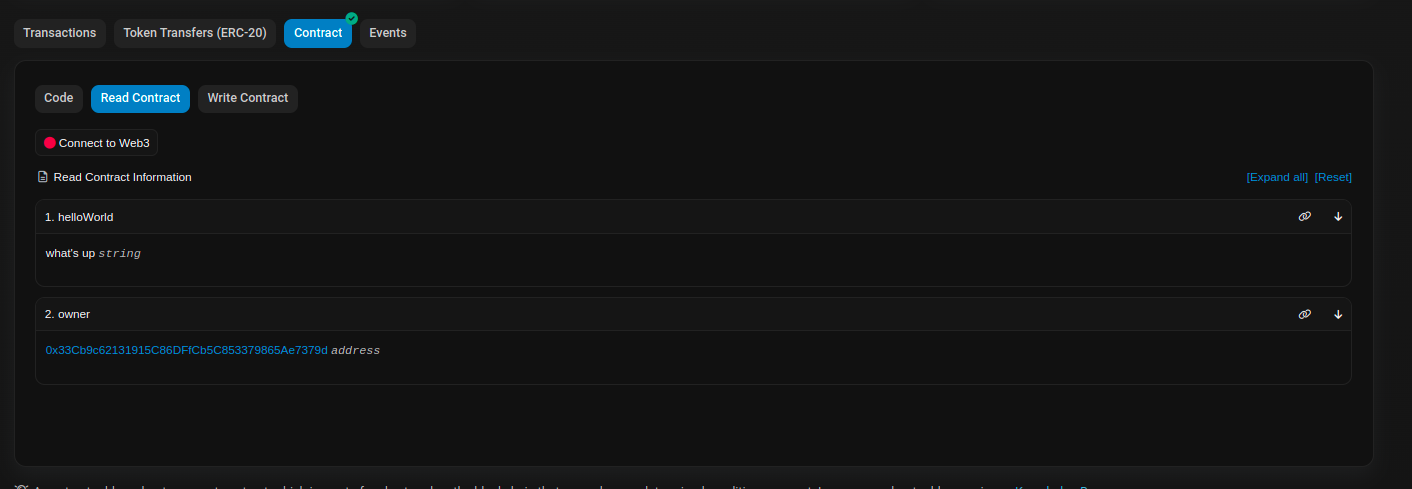 Transactions Token Transfers (ERC-20) Contract Events
Code Read Contract Write Contract
Connect to Web3
Read Contract Information [Expand all] [Reset]
1. helloWorld
what's up string
2. owner
0x33Cb9c62131915C86DFfCb5C853379865Ae7379d address